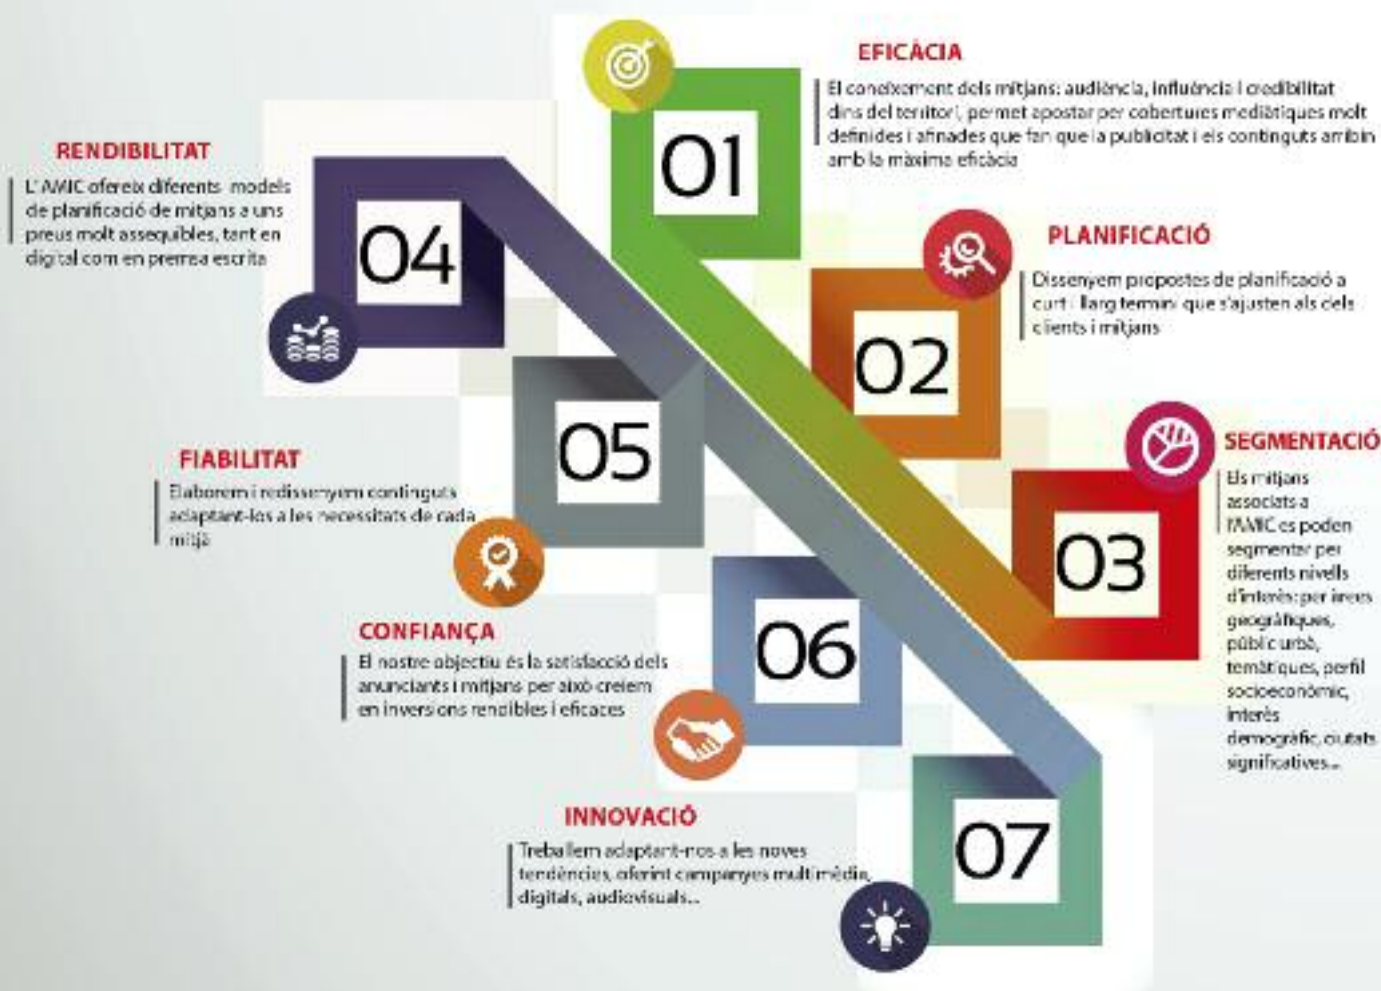 EFICÀCIA
El coneixement dels mitjans: audiència, influència i credibilitat
dins del territori, permet apostar per cobertures mediàtiques molt
definides i afinades que fan que la publicitat i els continguts arribin
amb la màxima eficàcia
01
PLANIFICACIÓ
Dissenyem propostes de planificació a
curt i llarg termini que s'ajusten als dels
clients i mitjans
02
SEGMENTACIÓ
Els mitjans
associats a
l'AMIC es poden
segmentar per
diferents nivells
d'interès: per àrees
geogràfiques,
públic urbà,
temàtiques, perfil
socioeconòmic,
interès
demogràfic, ciutats
significatives...
03
RENDIBILITAT
L'AMIC ofereix diferents models
de planificació de mitjans a uns
preus molt assequibles, tant en
digital com en premsa escrita
04
FIABILITAT
Elaborem i redissenyem continguts
adaptant-los a les necessitats de cada
mitjà
05
CONFIANÇA
El nostre objectiu és la satisfacció dels
anunciants i mitjans per això creiem
en inversions rendibles i eficaces
06
INNOVACIÓ
Treballem adaptant-nos a les noves
tendències, oferint campanyes multimèdia,
digitals, audiovisuals...
07